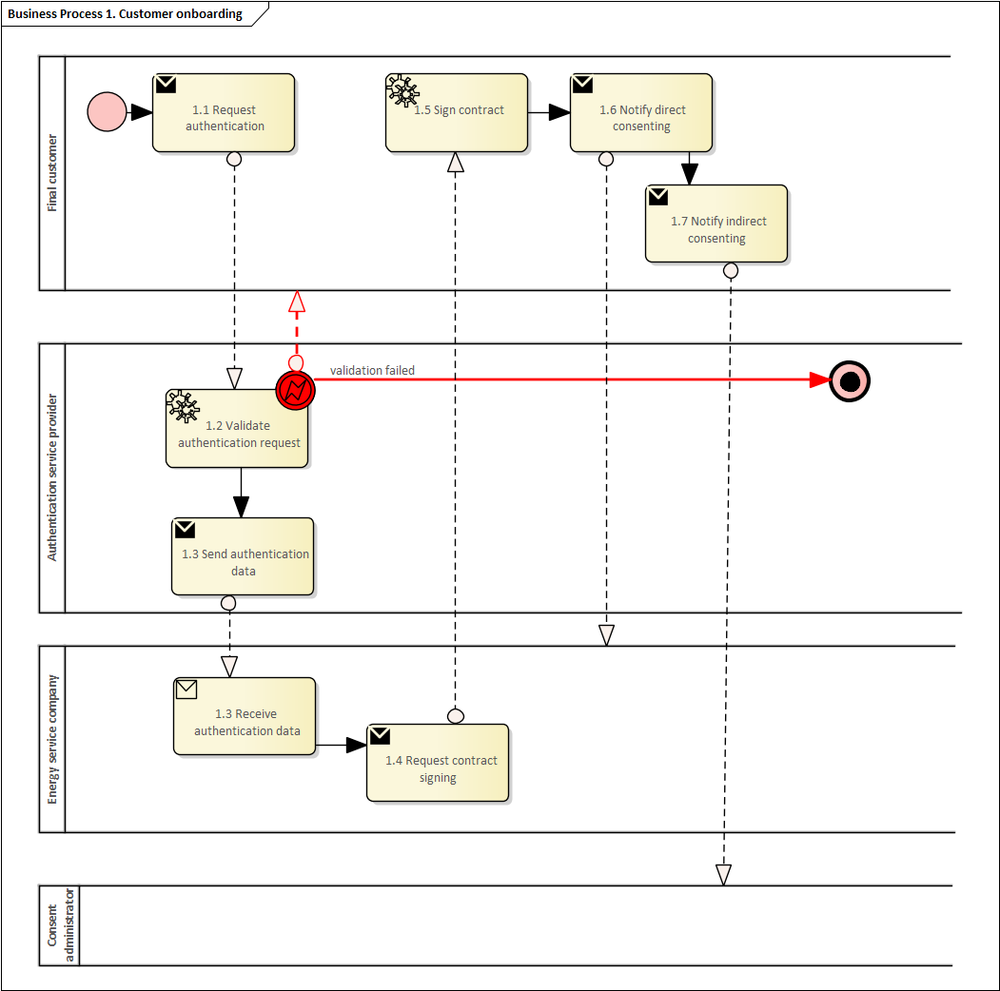 Business Process 1. Customer onboarding
Final customer
1.1 Request
authentication
1.5 Sign contract
1.6 Notify direct
consenting
1.7 Notify indirect
consenting
Authentication service provider
validation failed
1.2 Validate
authentication request
1.3 Send authentication
data
Energy service company
1.3 Receive
authentication data
1.4 Request contract
signing
Consent
administrator